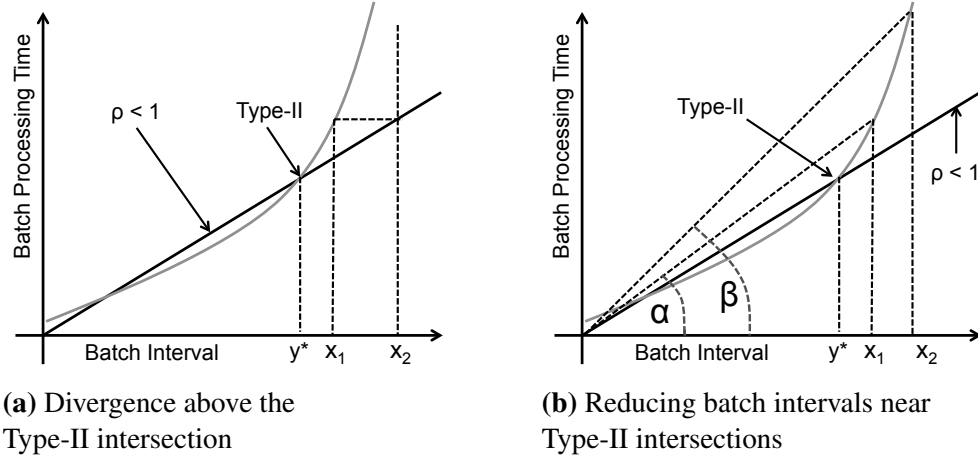 Batch Processing Time
ρ < 1
Type-II
Batch Interval
y*
x₁
x₂
(a) Divergence above the
Type-II intersection
Batch Processing Time
Type-II
ρ < 1
α
β
Batch Interval
y*
x₁
x₂
(b) Reducing batch intervals near
Type-II intersections